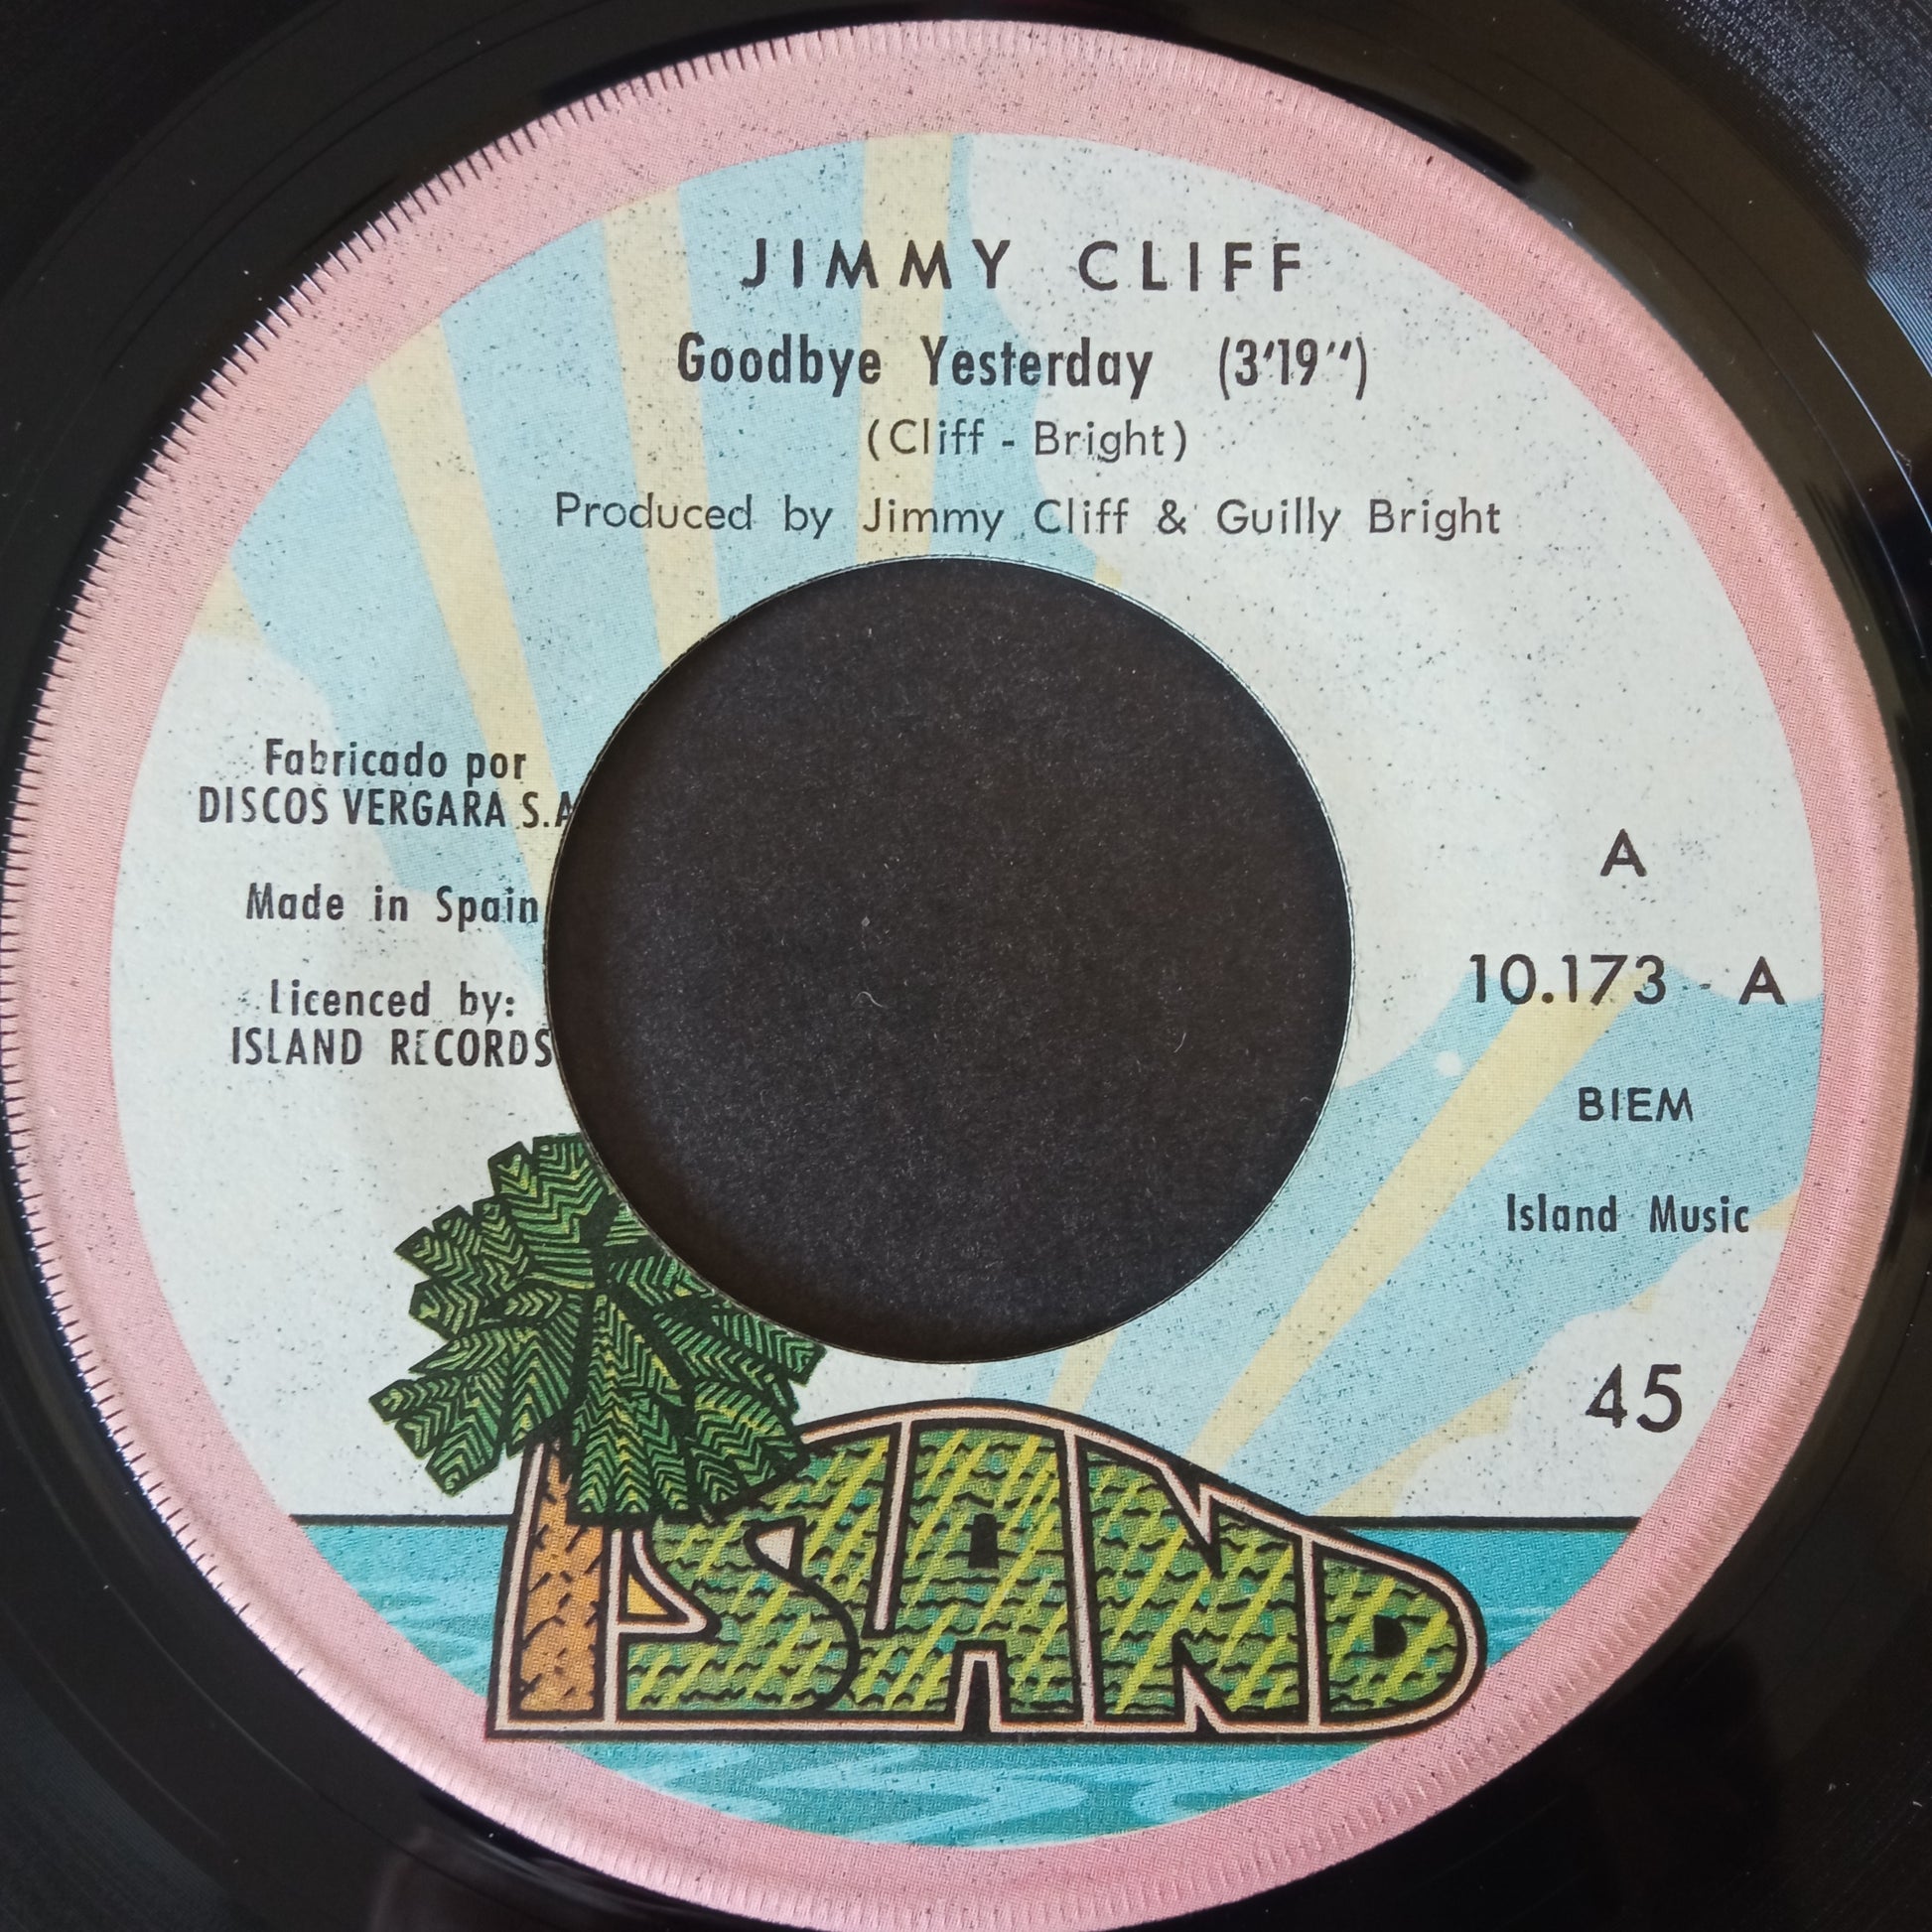 JIMMY CLIFF
Goodbye Yesterday (3'19")
(Cliff - Bright)
Produced by Jimmy Cliff & Guilly Bright
Fabricado por
DISCOS VERGARA S.A
Made in Spain
Licenced by:
ISLAND RECORDS
A
10.173 - A
BIEM
Island Music
45
ISLAND